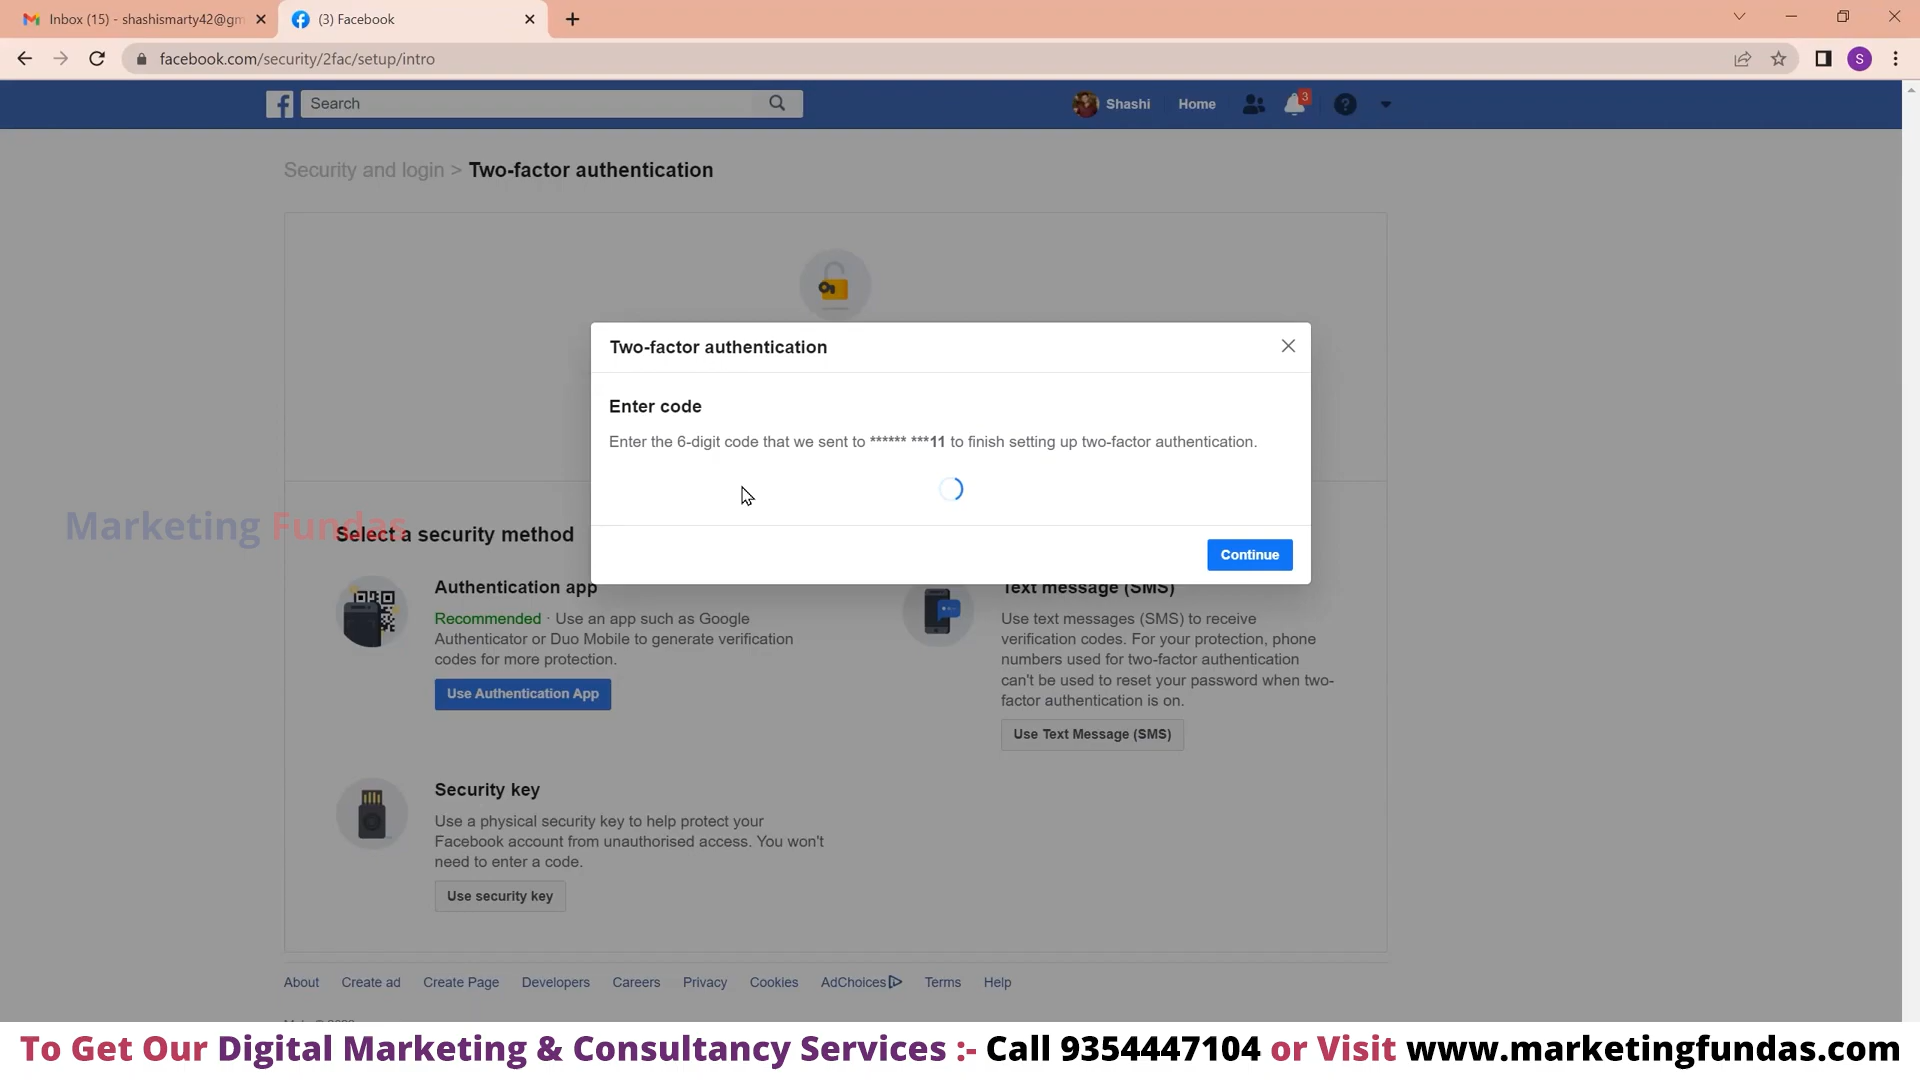 Inbox (15) - shashismarty42@gm
(3) Facebook
facebook.com/security/2fac/setup/intro
S
Search
Shashi
Home
3
Security and login > Two-factor authentication
Two-factor authentication
Enter code
Enter the 6-digit code that we sent to ****** ***11 to finish setting up two-factor authentication.
Continue
Marketing Fundas
Select a security method
Authentication app
Recommended · Use an app such as Google
Authenticator or Duo Mobile to generate verification
codes for more protection.
Use Authentication App
Text message (SMS)
Use text messages (SMS) to receive
verification codes. For your protection, phone
numbers used for two-factor authentication
can't be used to reset your password when two-
factor authentication is on.
Use Text Message (SMS)
Security key
Use a physical security key to help protect your
Facebook account from unauthorised access. You won't
need to enter a code.
Use security key
About Create ad Create Page Developers Careers Privacy Cookies AdChoices Terms Help
To Get Our Digital Marketing & Consultancy Services :- Call 9354447104 or Visit www.marketingfundas.com